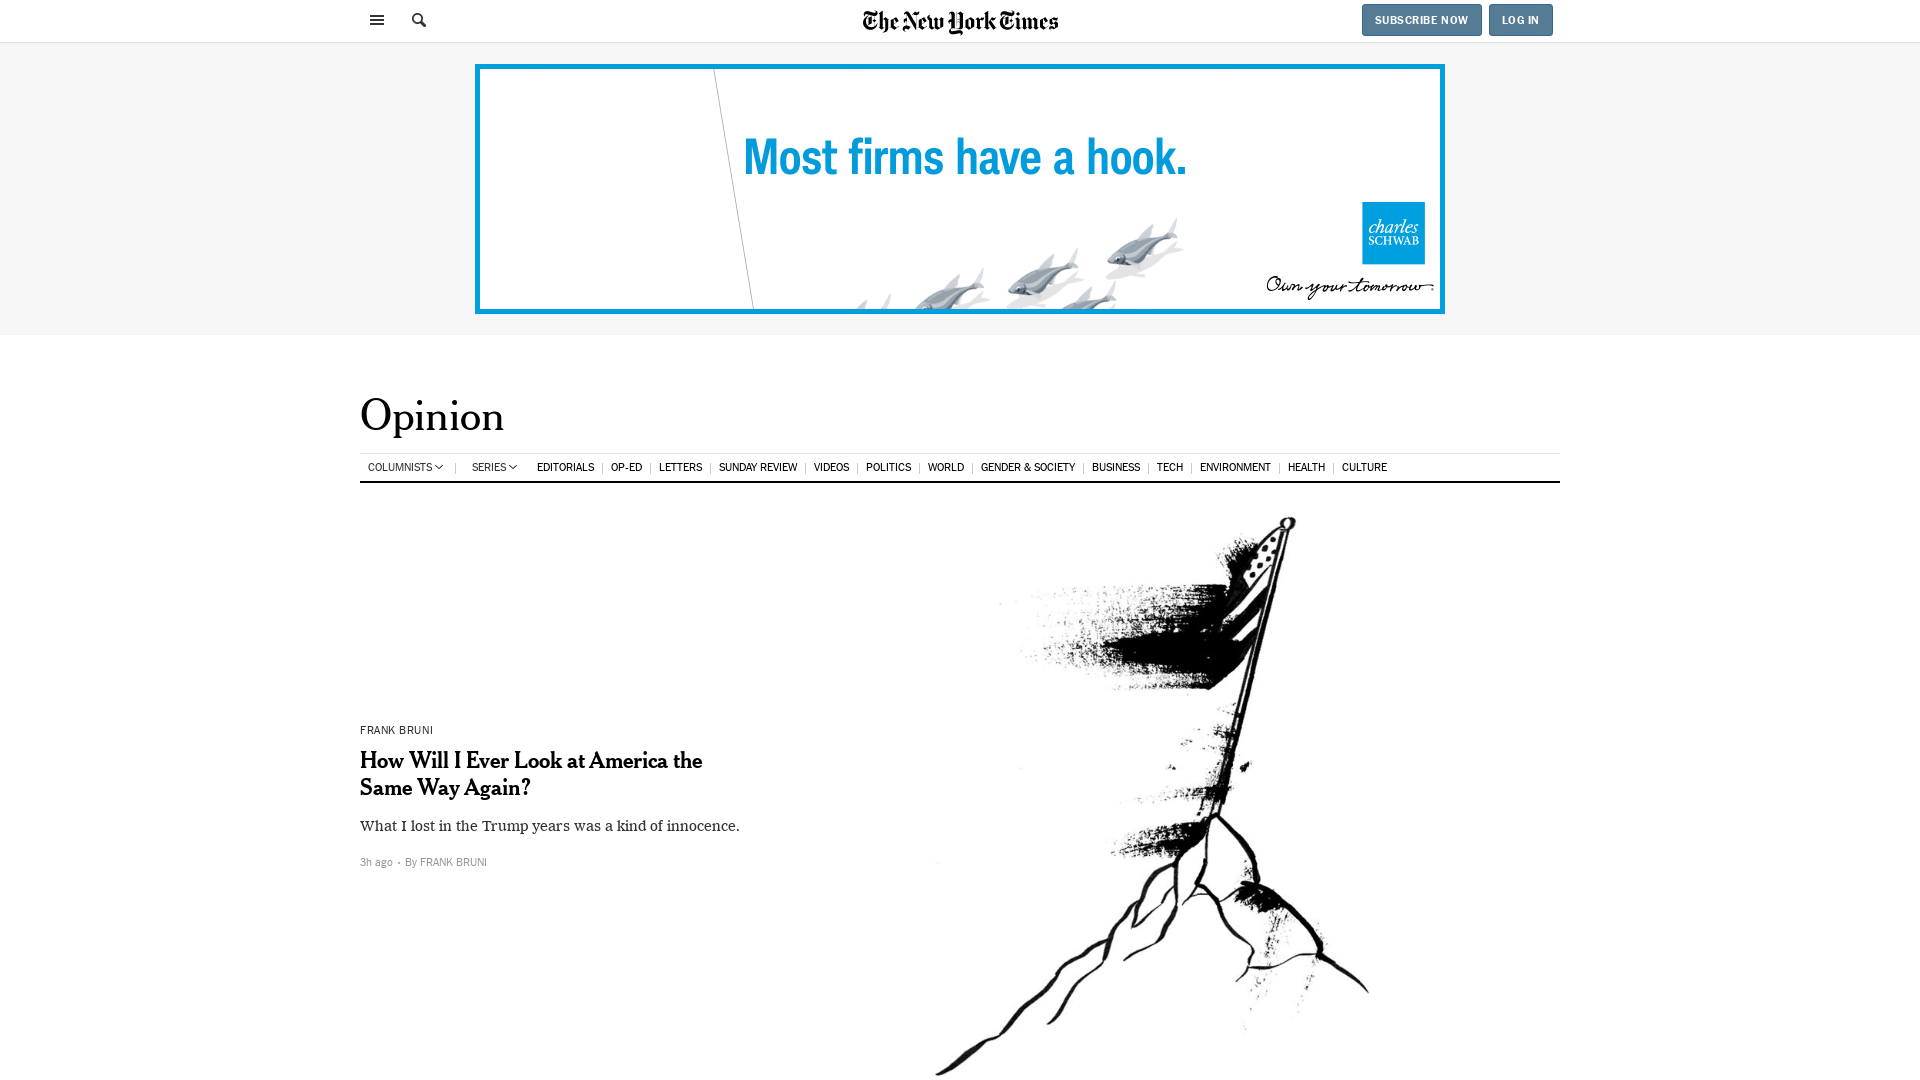 The New York Times
SUBSCRIBE NOW
LOG IN
Most firms have a hook.
charles
SCHWAB
Own your tomorrow
Opinion
COLUMNISTS SERIES EDITORIALS OP-ED LETTERS SUNDAY REVIEW VIDEOS POLITICS WORLD GENDER & SOCIETY BUSINESS TECH ENVIRONMENT HEALTH CULTURE
FRANK BRUNI
How Will I Ever Look at America the
Same Way Again?
What I lost in the Trump years was a kind of innocence.
3h ago • By FRANK BRUNI